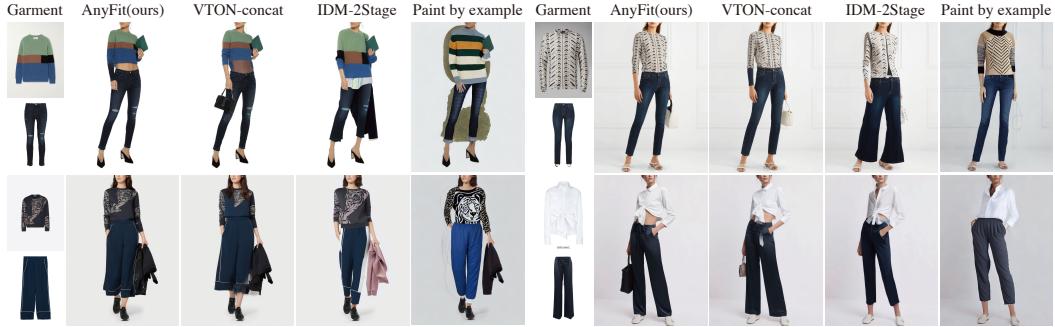 Garment AnyFit(ours) VTON-concat IDM-2Stage Paint by example Garment AnyFit(ours) VTON-concat IDM-2Stage Paint by example